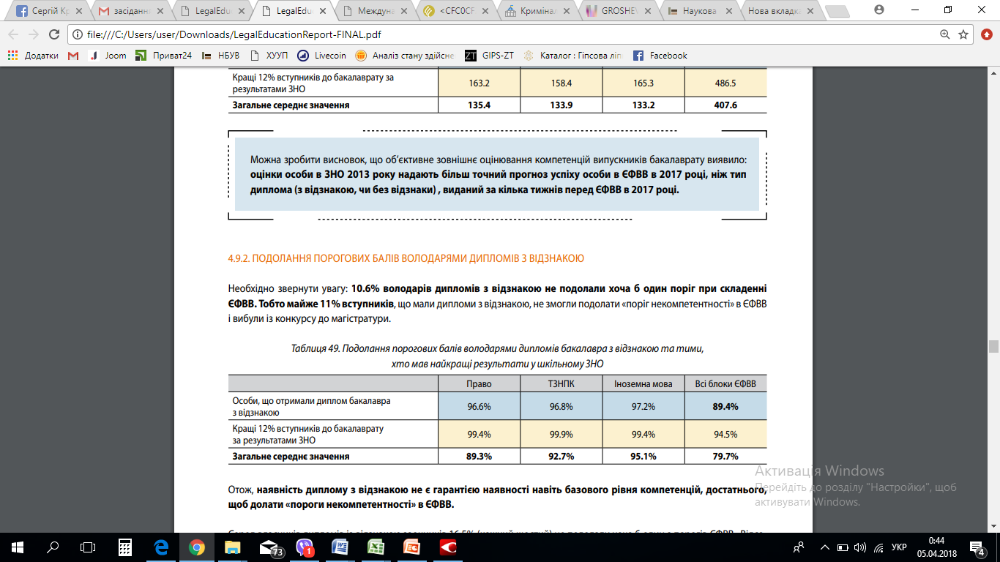 Сергій Кр
засідання
LegalEdu
LegalEdu
Междуна
<CFC0CF
Кримінал
GROSHEV
Наукова
Нова вкладка
file:///C:/Users/user/Downloads/LegalEducationReport-FINAL.pdf
Додатки
Joom
Приват24
НБУВ
ХУУП
Livecoin
Аналіз стану здійсне
GIPS-ZT
Каталог : Гіпсова ліп
Facebook
Кращі 12% вступників до бакалаврату за
результатами ЗНО
163.2 158.4 165.3 486.5
Загальне середнє значення 135.4 133.9 133.2 407.6
Можна зробити висновок, що об’єктивне зовнішнє оцінювання компетенцій випускників бакалаврату виявило:
оцінки особи в ЗНО 2013 року надають більш точний прогноз успіху особи в ЄФВВ в 2017 році, ніж тип
диплома (з відзнакою, чи без відзнаки) , виданий за кілька тижнів перед ЄФВВ в 2017 році.
4.9.2. ПОДОЛАННЯ ПОРОГОВИХ БАЛІВ ВОЛОДАРЯМИ ДИПЛОМІВ З ВІДЗНАКОЮ
Необхідно звернути увагу: 10.6% володарів дипломів з відзнакою не подолали хоча б один поріг при складенні
ЄФВВ. Тобто майже 11% вступників, що мали дипломи з відзнакою, не змогли подолати «поріг некомпетентності» в ЄФВВ
і вибули із конкурсу до магістратури.
Таблиця 49. Подолання порогових балів володарями дипломів бакалавра з відзнакою та тими,
хто мав найкращі результати у шкільному ЗНО
Право ТЗНПК Іноземна мова Всі блоки ЄФВВ
Особи, що отримали диплом бакалавра
з відзнакою
96.6% 96.8% 97.2% 89.4%
Кращі 12% вступників до бакалаврату
за результатами ЗНО
99.4% 99.9% 99.4% 94.5%
Загальне середнє значення 89.3% 92.7% 95.1% 79.7%
Отож, наявність диплому з відзнакою не є гарантією наявності навіть базового рівня компетенцій, достатнього,
щоб долати «пороги некомпетентності» в ЄФВВ.
Активація Windows
Перейдіть до розділу "Настройки", щоб
активувати Windows.
73
1
УКР
0:44
05.04.2018
4